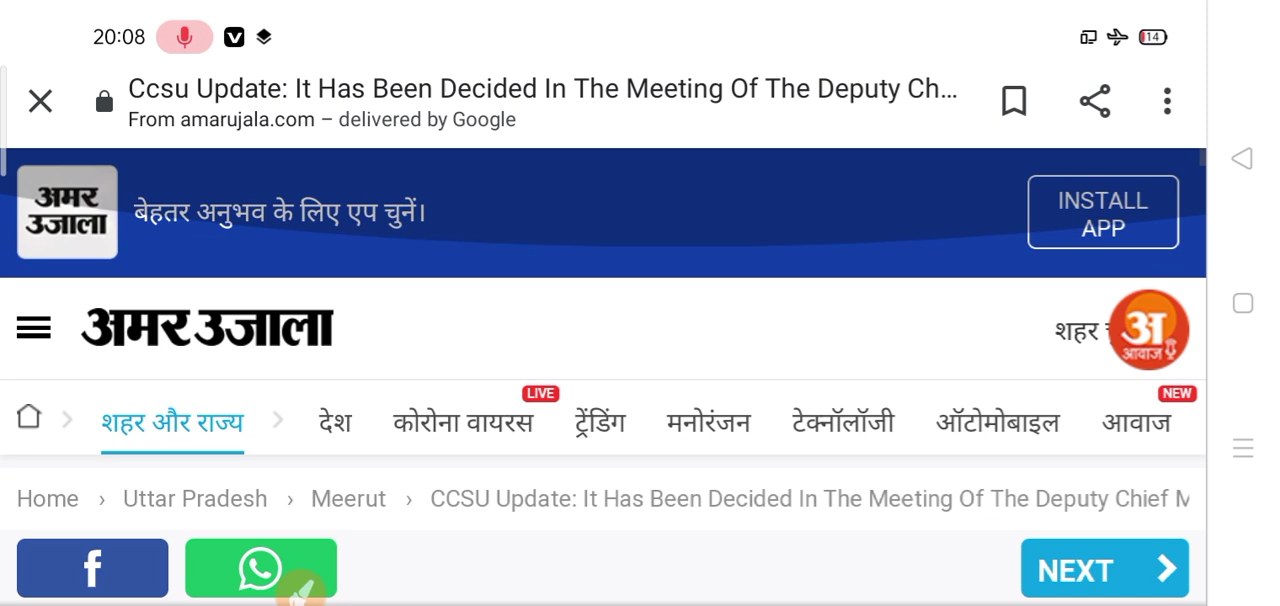 20:08
14
Ccsu Update: It Has Been Decided In The Meeting Of The Deputy Ch...
From amarujala.com – delivered by Google
अमर
उजाला
बेहतर अनुभव के लिए एप चुनें।
INSTALL
APP
अमर उजाला
शहर
अ
आवाज
LIVE
NEW
शहर और राज्य
देश
कोरोना वायरस
ट्रेंडिंग
मनोरंजन
टेक्नॉलॉजी
ऑटोमोबाइल
आवाज
Home › Uttar Pradesh › Meerut › CCSU Update: It Has Been Decided In The Meeting Of The Deputy Chief
NEXT